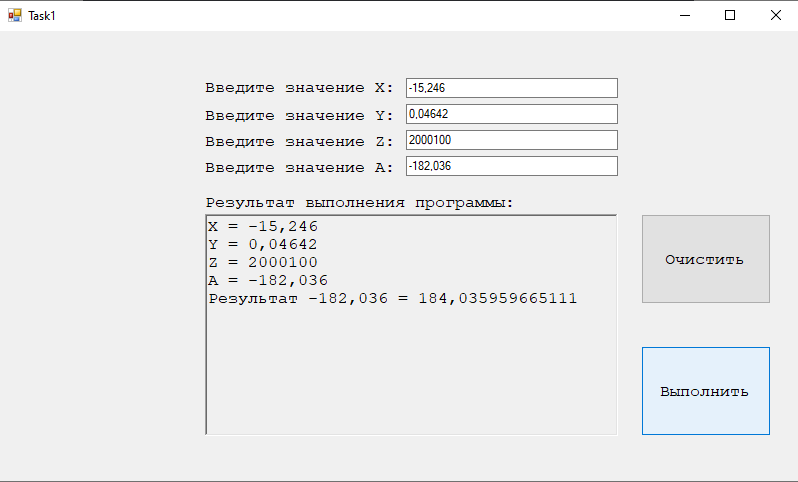 Task1
Введите значение X: -15,246
Введите значение Y: 0,04642
Введите значение Z: 2000100
Введите значение A: -182,036
Результат выполнения программы:
X = -15,246
Y = 0,04642
Z = 2000100
A = -182,036
Результат -182,036 = 184,035959665111
Очистить
Выполнить